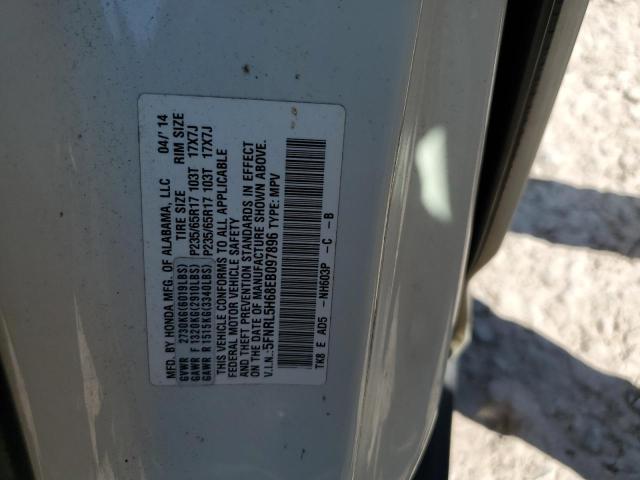 MFD. BY HONDA MFG. OF ALABAMA, LLC 04/'14
GVWR 2730KG(6019LBS) TIRE SIZE RIM SIZE
GAWR F 1320KG(2910LBS) P235/65R17 103T 17X7J
GAWR R 1515KG(3340LBS) P235/65R17 103T 17X7J
THIS VEHICLE CONFORMS TO ALL APPLICABLE
FEDERAL MOTOR VEHICLE SAFETY
AND THEFT PREVENTION STANDARDS IN EFFECT
ON THE DATE OF MANUFACTURE SHOWN ABOVE.
V.I.N.:5FNRL5H68EB097896 TYPE: MPV
TK8 E AD5 -NH603P -C -B